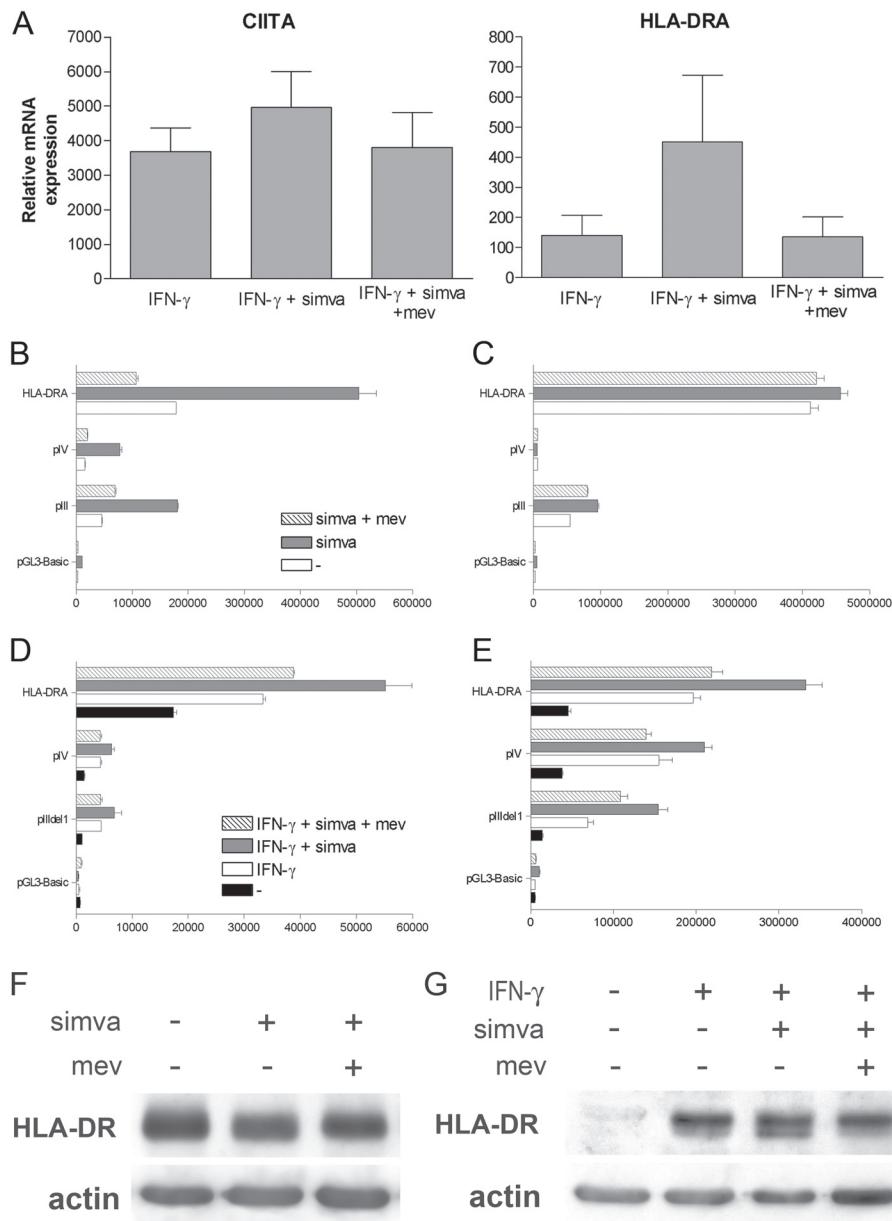 A
CIITA
HLA-DRA
Relative mRNA
expression
7000
6000
5000
4000
3000
2000
1000
0
IFN-γ
IFN-γ + simva
IFN-γ + simva
+mev
800
700
600
500
400
300
200
100
0
IFN-γ
IFN-γ + simva
IFN-γ + simva
+mev
B
HLA-DRA
pIV
pIII
pGL3-Basic
simva + mev
simva
-
0 100000 200000 300000 400000 500000 600000
C
HLA-DRA
pIV
pIII
pGL3-Basic
0 1000000 2000000 3000000 4000000 5000000
D
HLA-DRA
pIV
pIIIdel1
pGL3-Basic
IFN-γ + simva + mev
IFN-γ + simva
IFN-γ
-
0 10000 20000 30000 40000 50000 60000
E
HLA-DRA
pIV
pIIIdel1
pGL3-Basic
0 100000 200000 300000 400000
F
simva - + +
mev - - +
HLA-DR
actin
G
IFN-γ - + + +
simva - - + +
mev - - - +
HLA-DR
actin